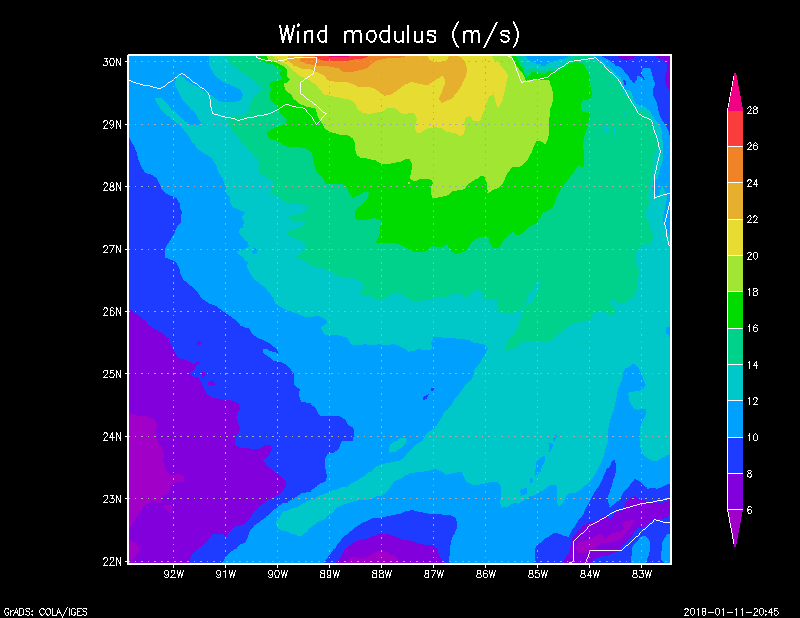 Wind modulus (m/s)
30N
29N
28N
27N
26N
25N
24N
23N
22N
92W 91W 90W 89W 88W 87W 86W 85W 84W 83W
28
26
24
22
20
18
16
14
12
10
8
6
GrADS: COLA/IGES
2018-01-11-20:45